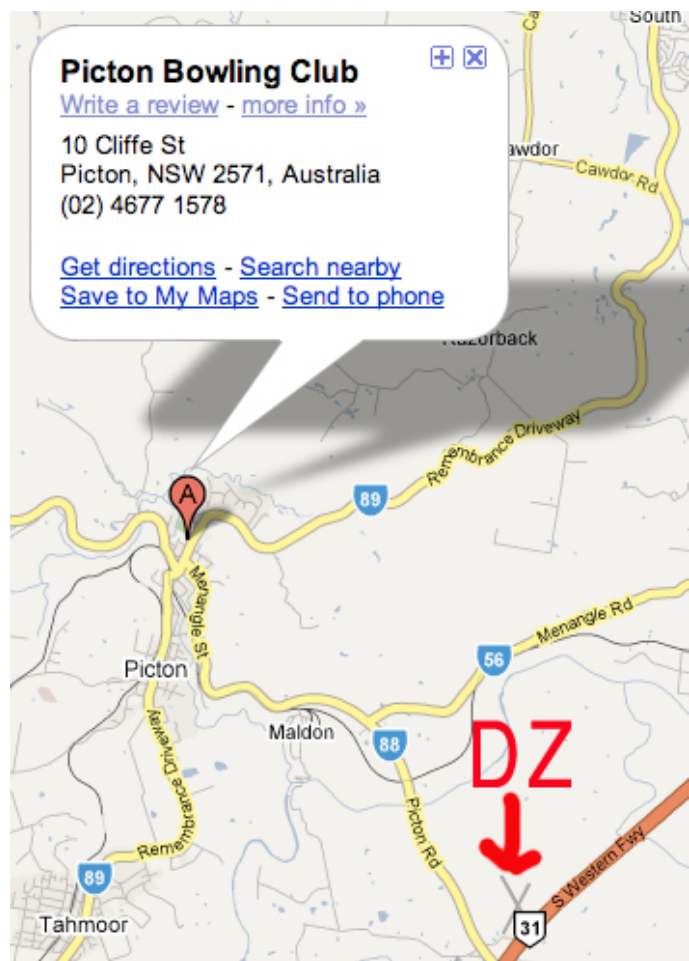 South
Picton Bowling Club
Write a review - more info »
10 Cliffe St
Picton, NSW 2571, Australia
(02) 4677 1578
Get directions - Search nearby
Save to My Maps - Send to phone
awdor
Cawdor Rd
Razorback
Remembrance Driveway
89
A
Menangle St
Menangle Rd
56
Picton
Maldon
88
DZ
Picton Rd
Remembrance Driveway
S Western Fwy
89
31
Tahmoor